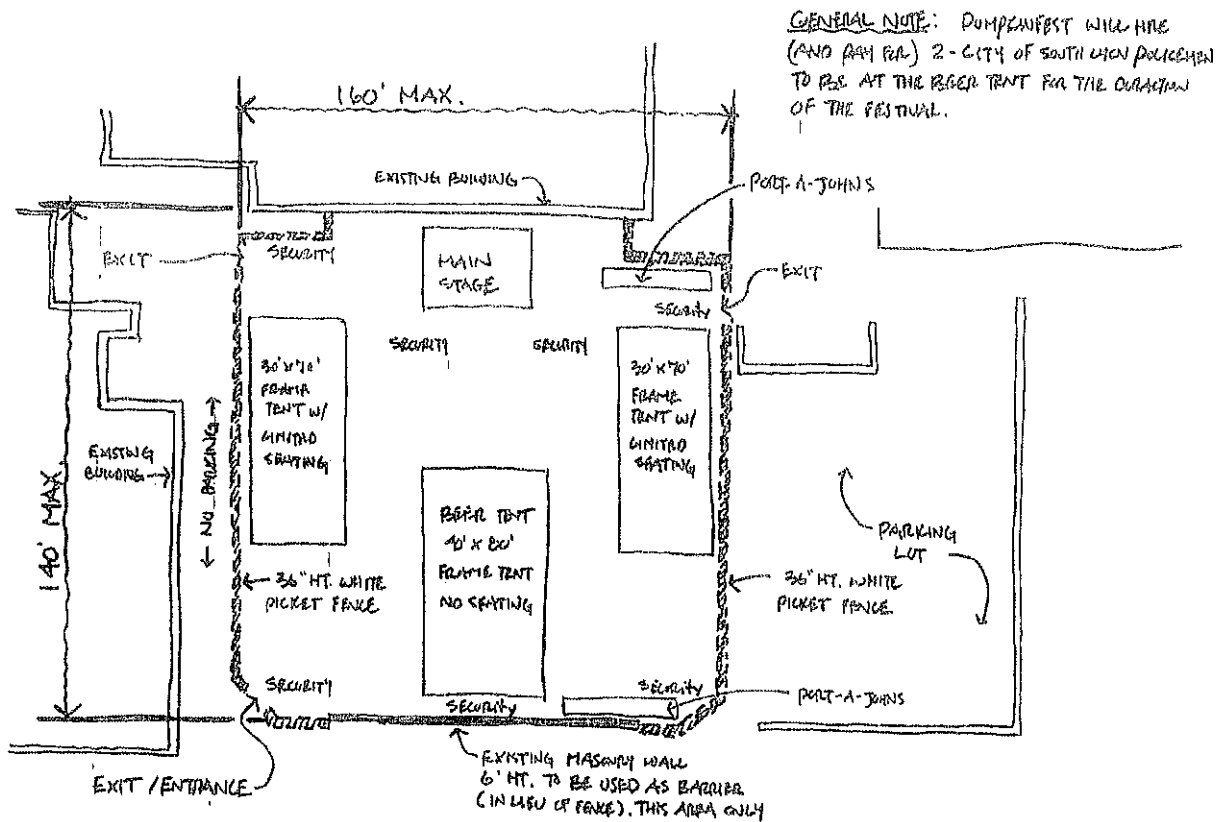 GENERAL NOTE: PUMPKINFEST WILL HIRE
(AND PAY FOR) 2-CITY OF SOUTH LYON POLICEMEN
TO BE AT THE BEER TENT FOR THE DURATION
OF THE FESTIVAL.
160' MAX.
EXISTING BUILDING
PORT-A-JOHNS
EXIT
SECURITY
MAIN
STAGE
EXIT
SECURITY
SECURITY
SECURITY
30' x 70'
FRAME
TENT W/
LIMITED
SEATING
30' x 70'
FRAME
TENT W/
LIMITED
SEATING
NO PARKING
EXISTING
BUILDING
140' MAX.
BEER TENT
40' x 80'
FRAME TENT
NO SEATING
PARKING
LOT
36" HT. WHITE
PICKET FENCE
36" HT. WHITE
PICKET FENCE
SECURITY
SECURITY
SECURITY
PORT-A-JOHNS
EXIT/ENTRANCE
EXISTING MASONRY WALL
6' HT. TO BE USED AS BARRIER
(IN LIEU OF FENCE). THIS AREA ONLY